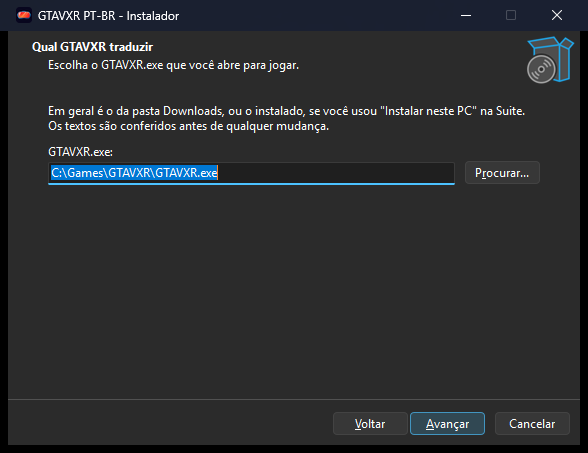 GTAVXR PT-BR - Instalador
Qual GTAVXR traduzir
Escolha o GTAVXR.exe que você abre para jogar.
Em geral é o da pasta Downloads, ou o instalado, se você usou "Instalar neste PC" na Suite.
Os textos são conferidos antes de qualquer mudança.
GTAVXR.exe:
C:\Games\GTAVXR\GTAVXR.exe
Procurar...
Voltar
Avançar
Cancelar